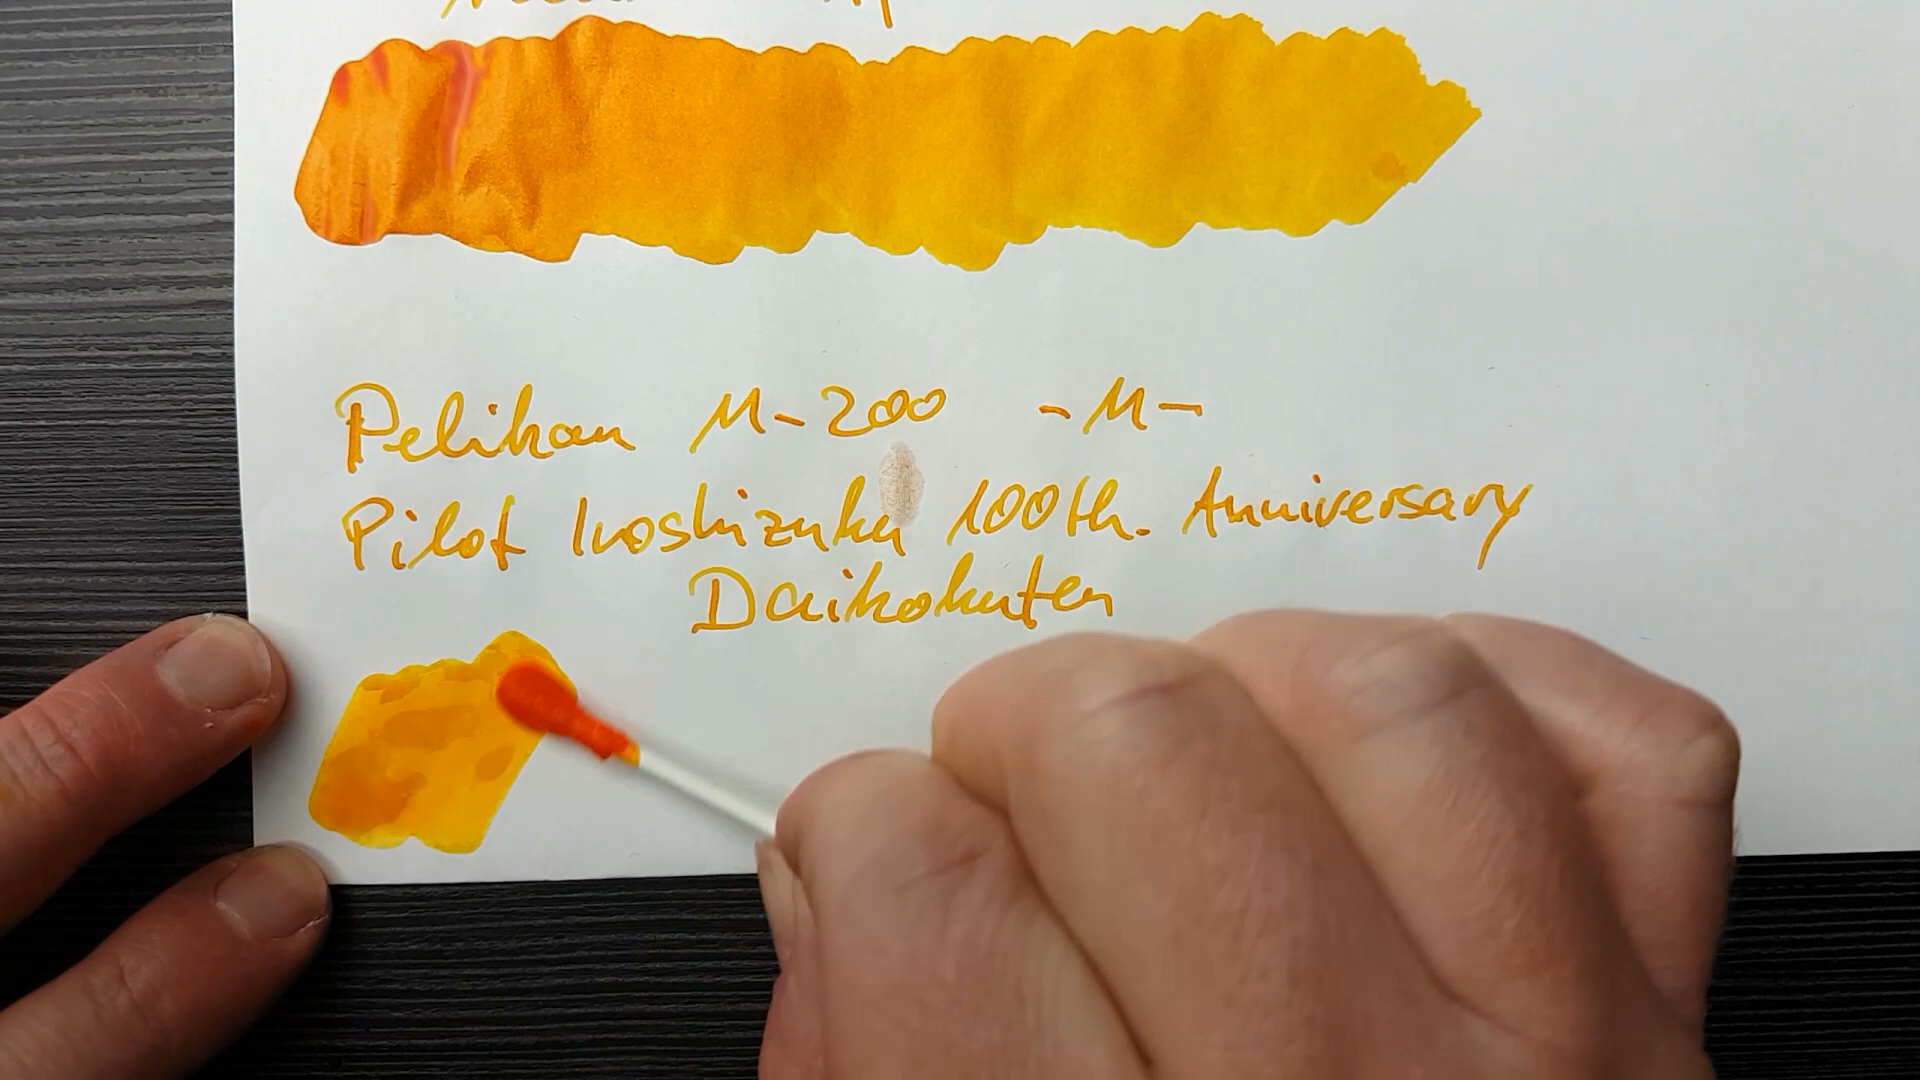 Pelikan M-200 -M-
Pilot Iroshizuku 100th. Anniversary
Daikokuten